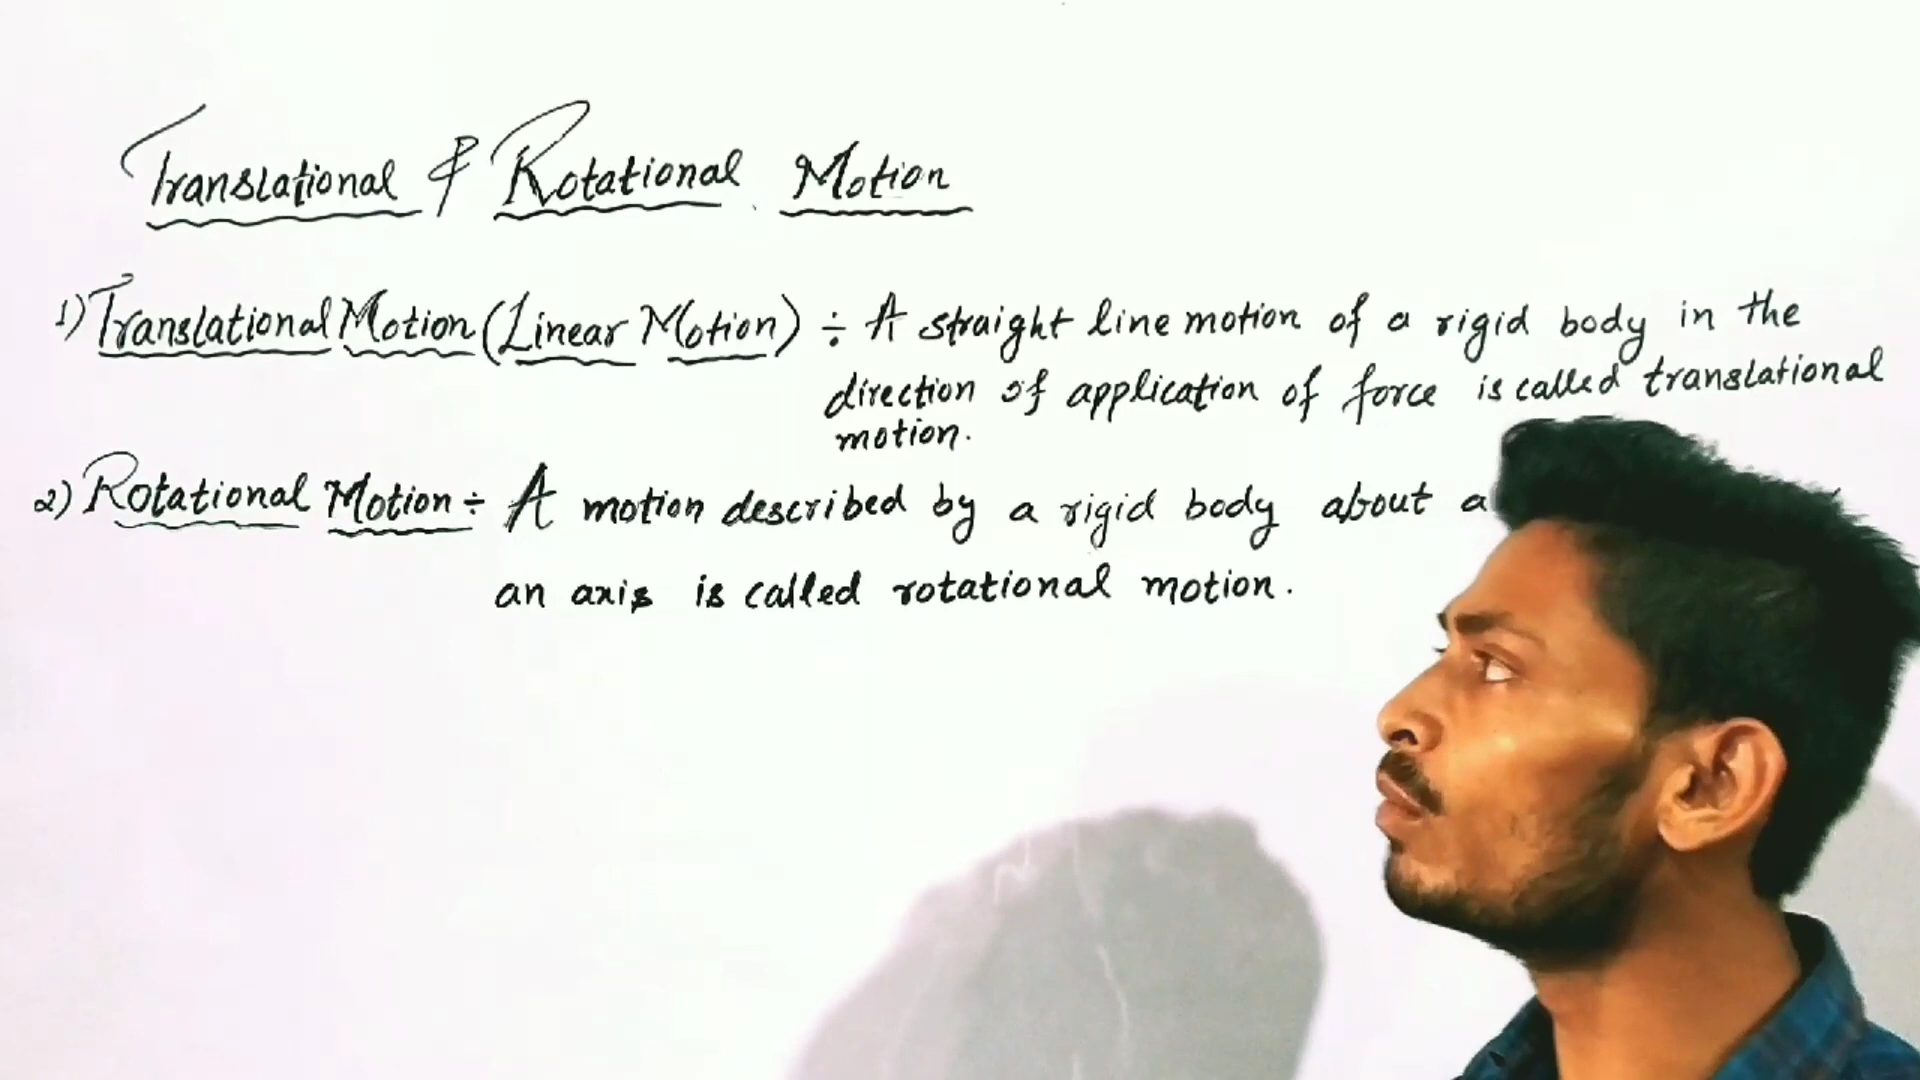 Translational & Rotational Motion
1) Translational Motion (Linear Motion) ÷ A straight line motion of a rigid body in the
direction of application of force is called translational
motion.
2) Rotational Motion ÷ A motion described by a rigid body about a
an axis is called rotational motion.